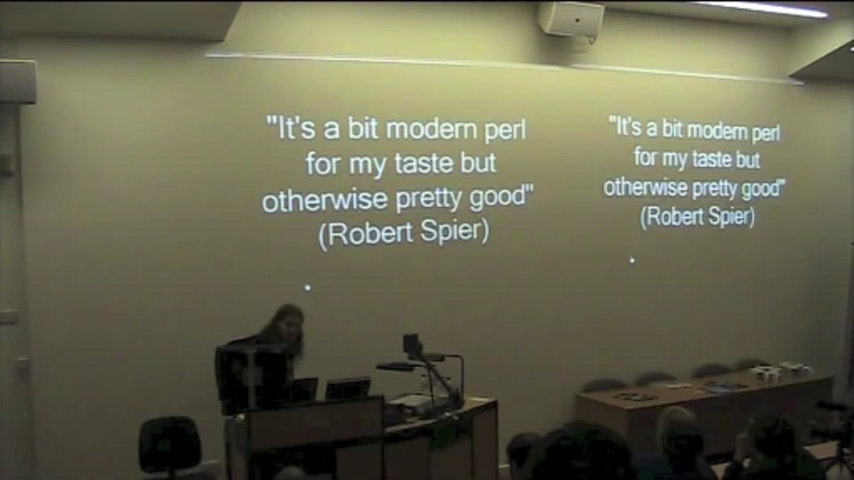 "It's a bit modern perl
for my taste but
otherwise pretty good"
(Robert Spier)
"It's a bit modern perl
for my taste but
otherwise pretty good"
(Robert Spier)